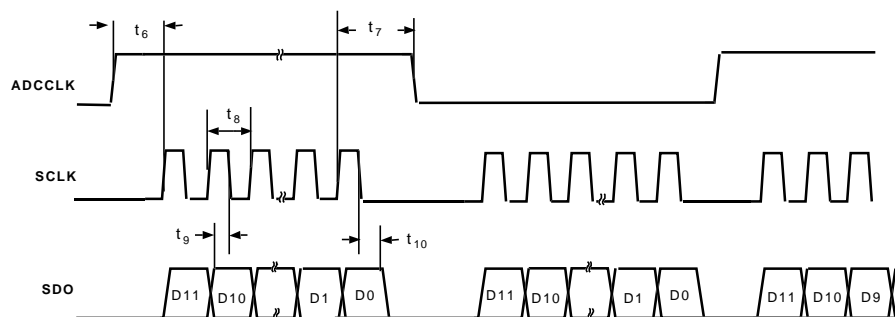 t6 t7
ADCCLK
t8
SCLK
t9 t10
SDO D11 D10 D1 D0 D11 D10 D1 D0 D11 D10 D9